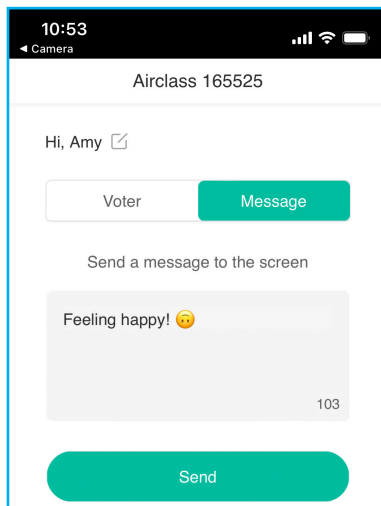 10:53
◀ Camera
Airclass 165525
Hi, Amy
Voter
Message
Send a message to the screen
Feeling happy! 🙃
103
Send